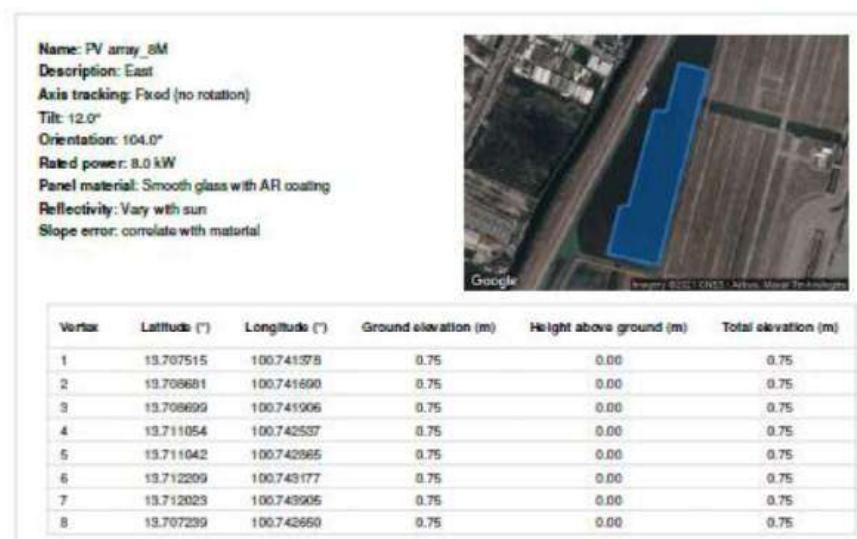 Name: PV array_8M
Description: East
Axis tracking: Fixed (no rotation)
Tilt: 12.0°
Orientation: 104.0°
Rated power: 8.0 kW
Panel material: Smooth glass with AR coating
Reflectivity: Vary with sun
Slope error: correlate with material
Google
Imagery ©2021 CNES / Airbus, Maxar Technologies
Vertex Latitude (°) Longitude (°) Ground elevation (m) Height above ground (m) Total elevation (m)
1 13.707515 100.741378 0.75 0.00 0.75
2 13.708681 100.741690 0.75 0.00 0.75
3 13.708699 100.741906 0.75 0.00 0.75
4 13.711054 100.742537 0.75 0.00 0.75
5 13.711042 100.742865 0.75 0.00 0.75
6 13.712209 100.743177 0.75 0.00 0.75
7 13.712023 100.743905 0.75 0.00 0.75
8 13.707239 100.742650 0.75 0.00 0.75